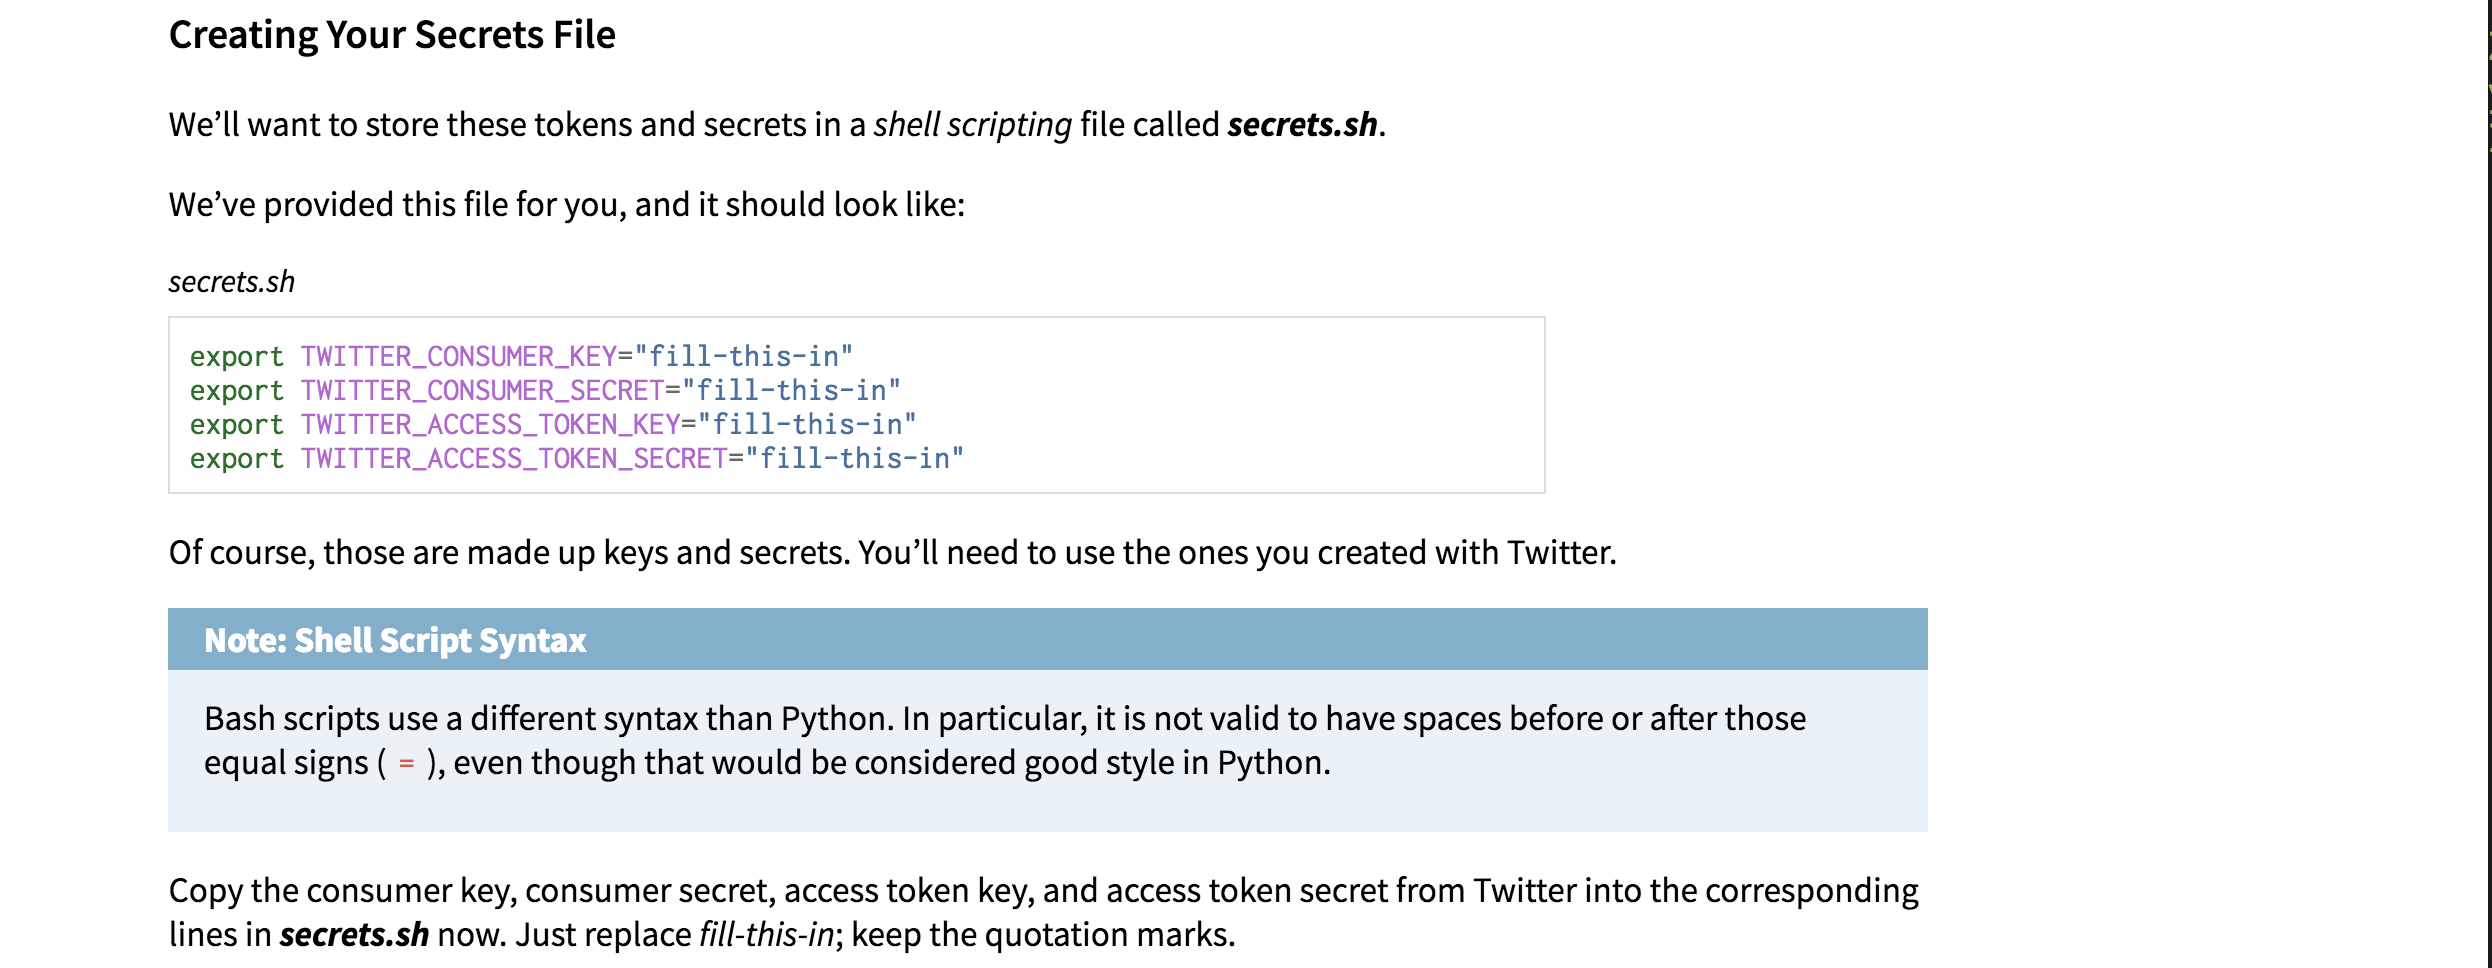 Creating Your Secrets File
We’ll want to store these tokens and secrets in a shell scripting file called secrets.sh.
We’ve provided this file for you, and it should look like:
secrets.sh
export TWITTER_CONSUMER_KEY="fill-this-in"
export TWITTER_CONSUMER_SECRET="fill-this-in"
export TWITTER_ACCESS_TOKEN_KEY="fill-this-in"
export TWITTER_ACCESS_TOKEN_SECRET="fill-this-in"
Of course, those are made up keys and secrets. You’ll need to use the ones you created with Twitter.
Note: Shell Script Syntax
Bash scripts use a different syntax than Python. In particular, it is not valid to have spaces before or after those
equal signs ( = ), even though that would be considered good style in Python.
Copy the consumer key, consumer secret, access token key, and access token secret from Twitter into the corresponding
lines in secrets.sh now. Just replace fill-this-in; keep the quotation marks.